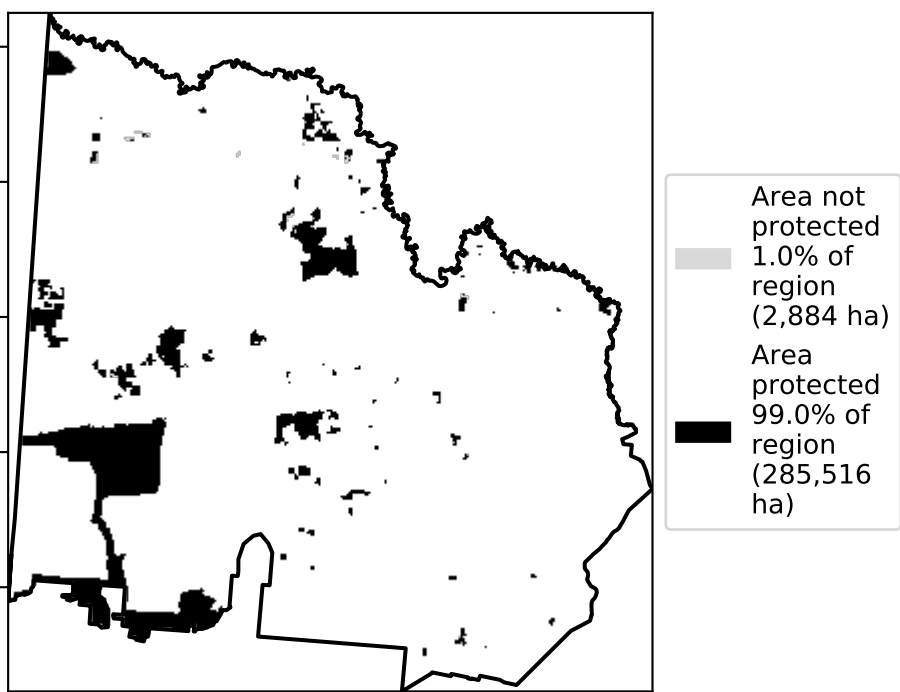 Area not
protected
1.0% of
region
(2,884 ha)
Area
protected
99.0% of
region
(285,516
ha)